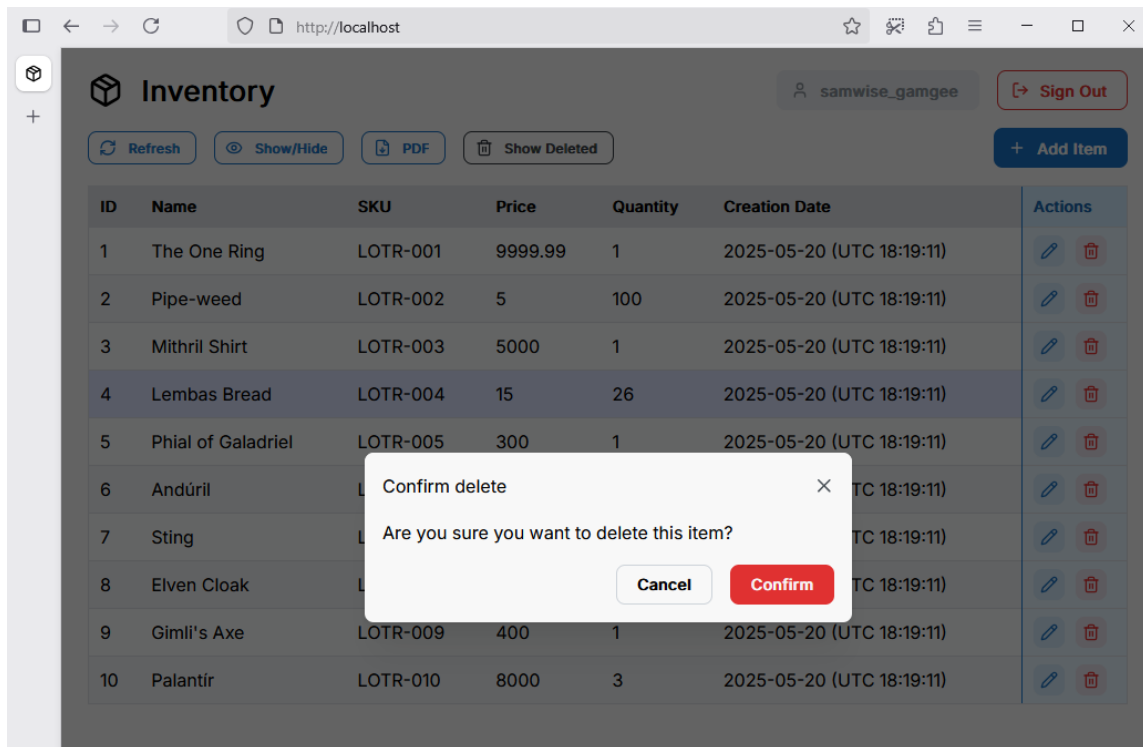 http://localhost
Inventory
samwise_gamgee
Sign Out
Refresh
Show/Hide
PDF
Show Deleted
+ Add Item
ID Name SKU Price Quantity Creation Date Actions
1 The One Ring LOTR-001 9999.99 1 2025-05-20 (UTC 18:19:11)
2 Pipe-weed LOTR-002 5 100 2025-05-20 (UTC 18:19:11)
3 Mithril Shirt LOTR-003 5000 1 2025-05-20 (UTC 18:19:11)
4 Lembas Bread LOTR-004 15 26 2025-05-20 (UTC 18:19:11)
5 Phial of Galadriel LOTR-005 300 1 2025-05-20 (UTC 18:19:11)
6 Andúril L TC 18:19:11)
7 Sting L TC 18:19:11)
8 Elven Cloak L TC 18:19:11)
9 Gimli's Axe LOTR-009 400 1 2025-05-20 (UTC 18:19:11)
10 Palantír LOTR-010 8000 3 2025-05-20 (UTC 18:19:11)
Confirm delete
Are you sure you want to delete this item?
Cancel
Confirm